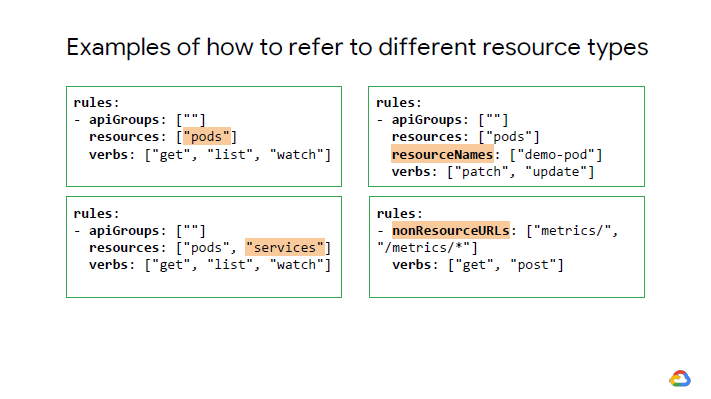 Examples of how to refer to different resource types
rules:
- apiGroups: [""]
  resources: ["pods"]
  verbs: ["get", "list", "watch"]
rules:
- apiGroups: [""]
  resources: ["pods"]
  resourceNames: ["demo-pod"]
  verbs: ["patch", "update"]
rules:
- apiGroups: [""]
  resources: ["pods", "services"]
  verbs: ["get", "list", "watch"]
rules:
- nonResourceURLs: ["metrics/",
"/metrics/*"]
  verbs: ["get", "post"]